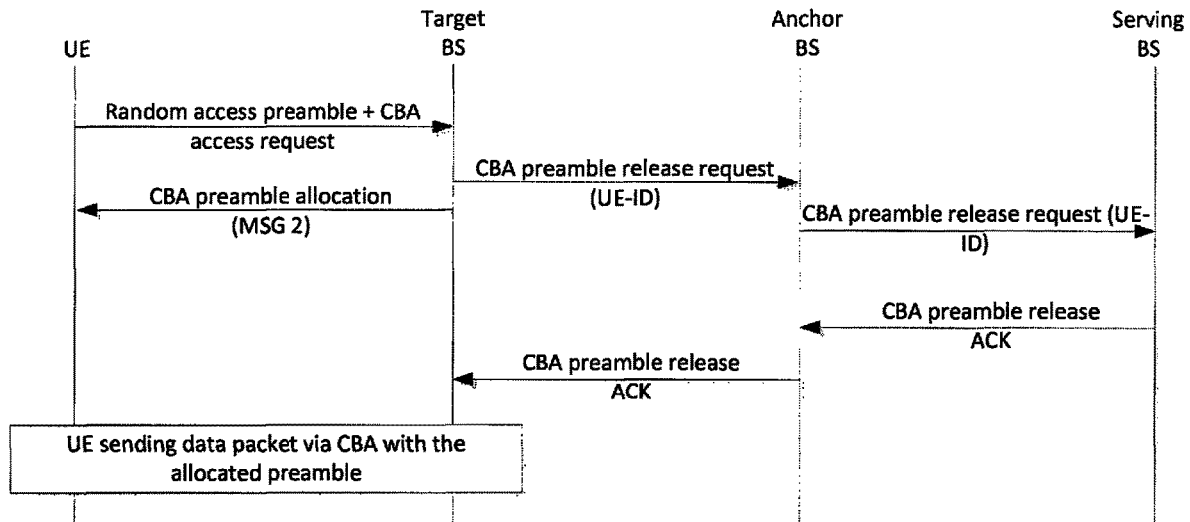 UE
Target
BS
Anchor
BS
Serving
BS
Random access preamble + CBA
access request
CBA preamble release request
(UE-ID)
CBA preamble allocation
(MSG 2)
CBA preamble release request (UE-
ID)
CBA preamble release
ACK
CBA preamble release
ACK
UE sending data packet via CBA with the
allocated preamble